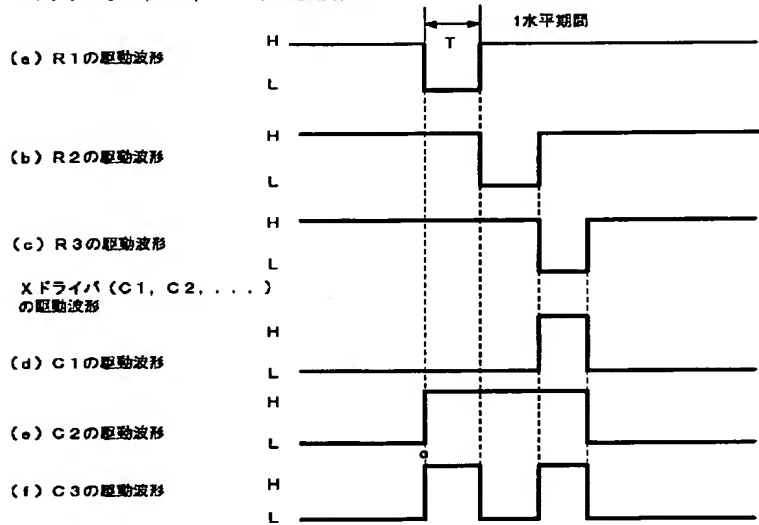 1水平期間
T
(a) R1の駆動波形
H
L
(b) R2の駆動波形
H
L
(c) R3の駆動波形
H
L
Xドライバ (C1, C2, ....)
の駆動波形
(d) C1の駆動波形
H
L
(e) C2の駆動波形
H
L
(f) C3の駆動波形
H
L